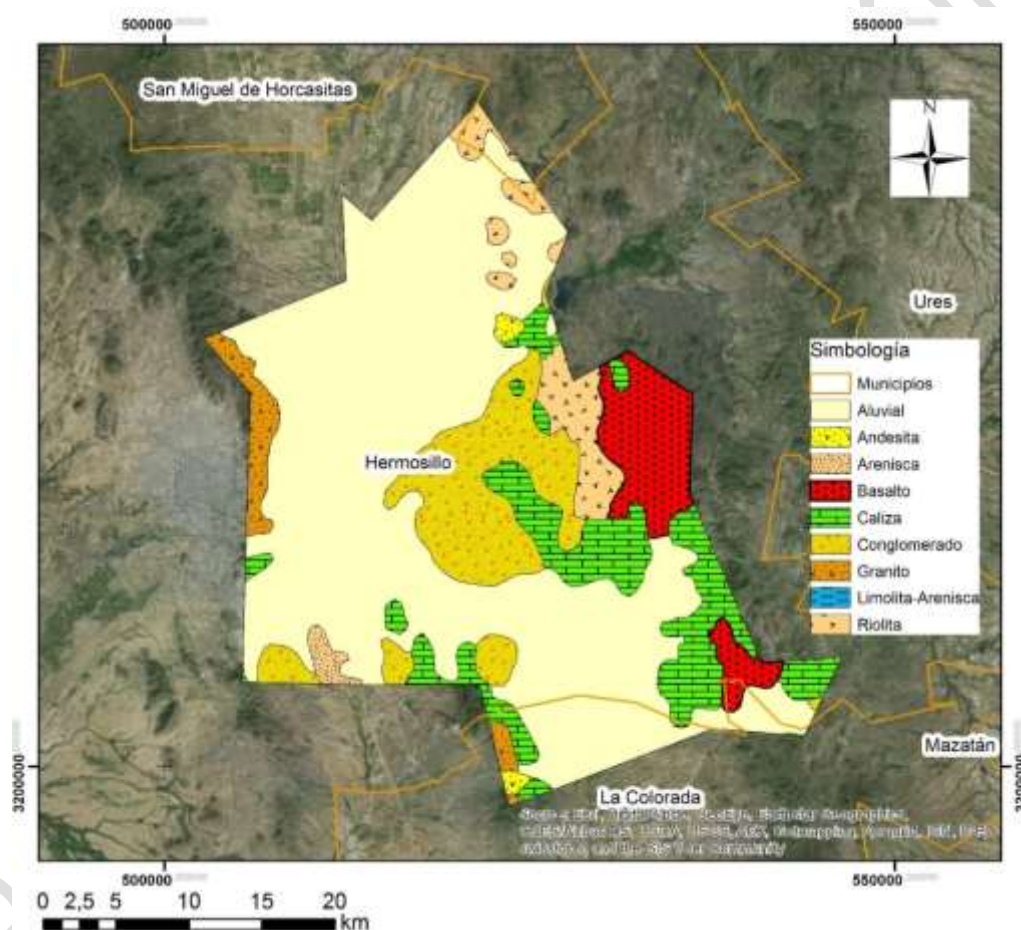 500000
550000
San Miguel de Horcasitas
N
Ures
Simbología
Municipios
Aluvial
Andesita
Arenisca
Basalto
Caliza
Conglomerado
Granito
Limolita-Arenisca
Riolita
Hermosillo
Mazatán
La Colorada
3200000
3200000
500000
550000
0 2,5 5 10 15 20
km